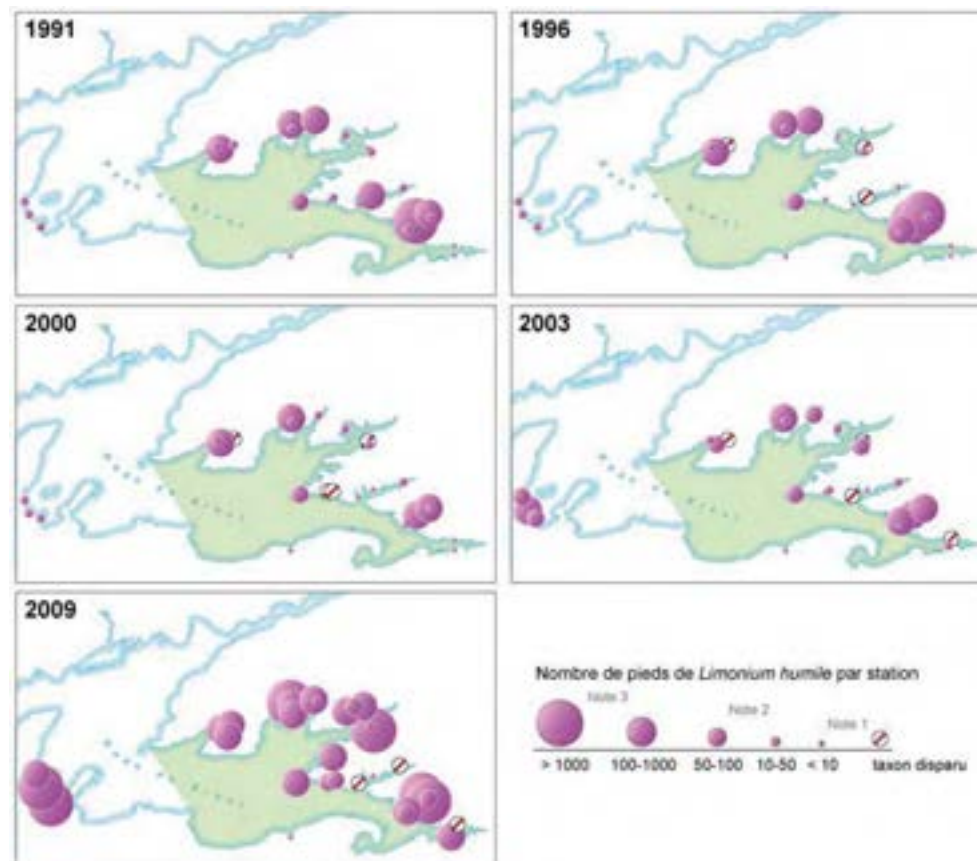 1991
1996
2000
2003
2009
Nombre de pieds de Limonium humile par station
Note 3
Note 2
Note 1
> 1000 100-1000 50-100 10-50 < 10 taxon disparu